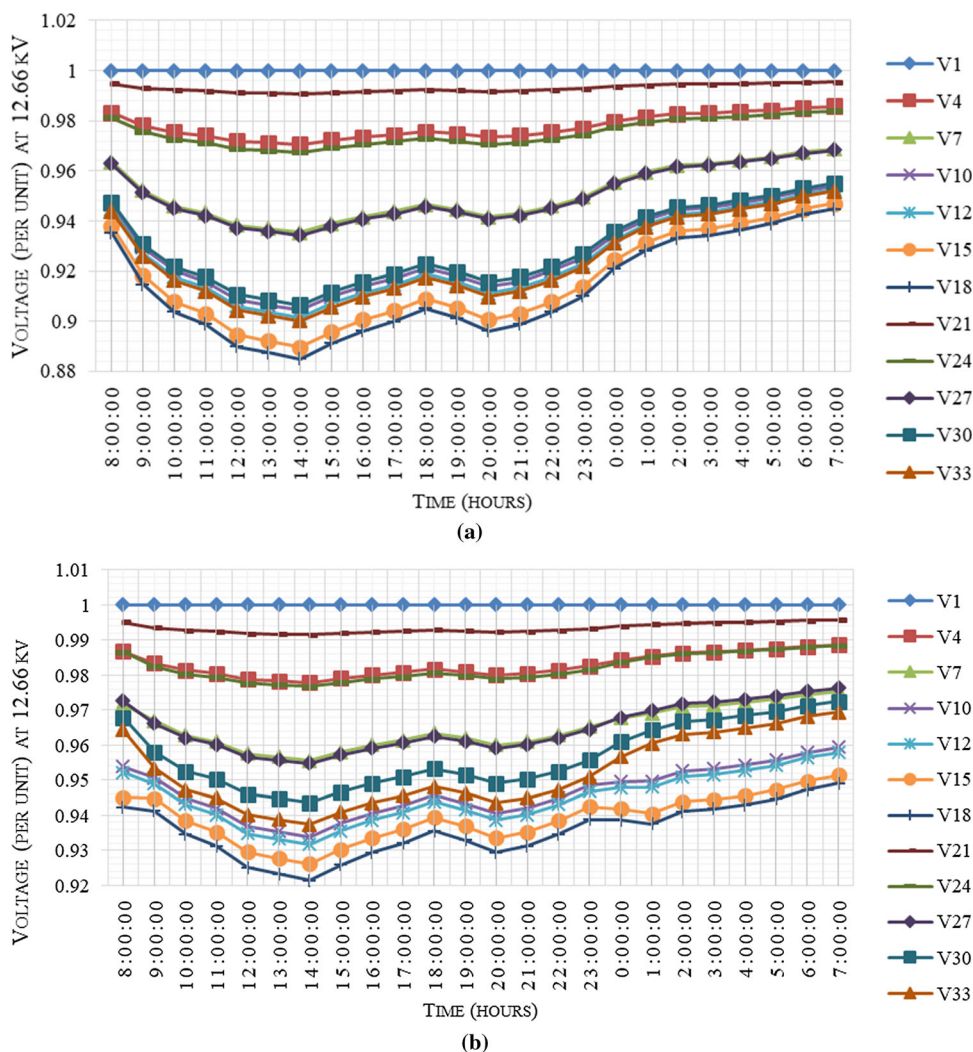 1.02
1
0.98
0.96
0.94
0.92
0.9
0.88
VOLTAGE (PER UNIT) AT 12.66 KV
8:00:00
9:00:00
10:00:00
11:00:00
12:00:00
13:00:00
14:00:00
15:00:00
16:00:00
17:00:00
18:00:00
19:00:00
20:00:00
21:00:00
22:00:00
23:00:00
0:00:00
1:00:00
2:00:00
3:00:00
4:00:00
5:00:00
6:00:00
7:00:00
TIME (HOURS)
V1
V4
V7
V10
V12
V15
V18
V21
V24
V27
V30
V33
(a)
1.01
1
0.99
0.98
0.97
0.96
0.95
0.94
0.93
0.92
VOLTAGE (PER UNIT) AT 12.66 KV
8:00:00
9:00:00
10:00:00
11:00:00
12:00:00
13:00:00
14:00:00
15:00:00
16:00:00
17:00:00
18:00:00
19:00:00
20:00:00
21:00:00
22:00:00
23:00:00
0:00:00
1:00:00
2:00:00
3:00:00
4:00:00
5:00:00
6:00:00
7:00:00
TIME (HOURS)
V1
V4
V7
V10
V12
V15
V18
V21
V24
V27
V30
V33
(b)